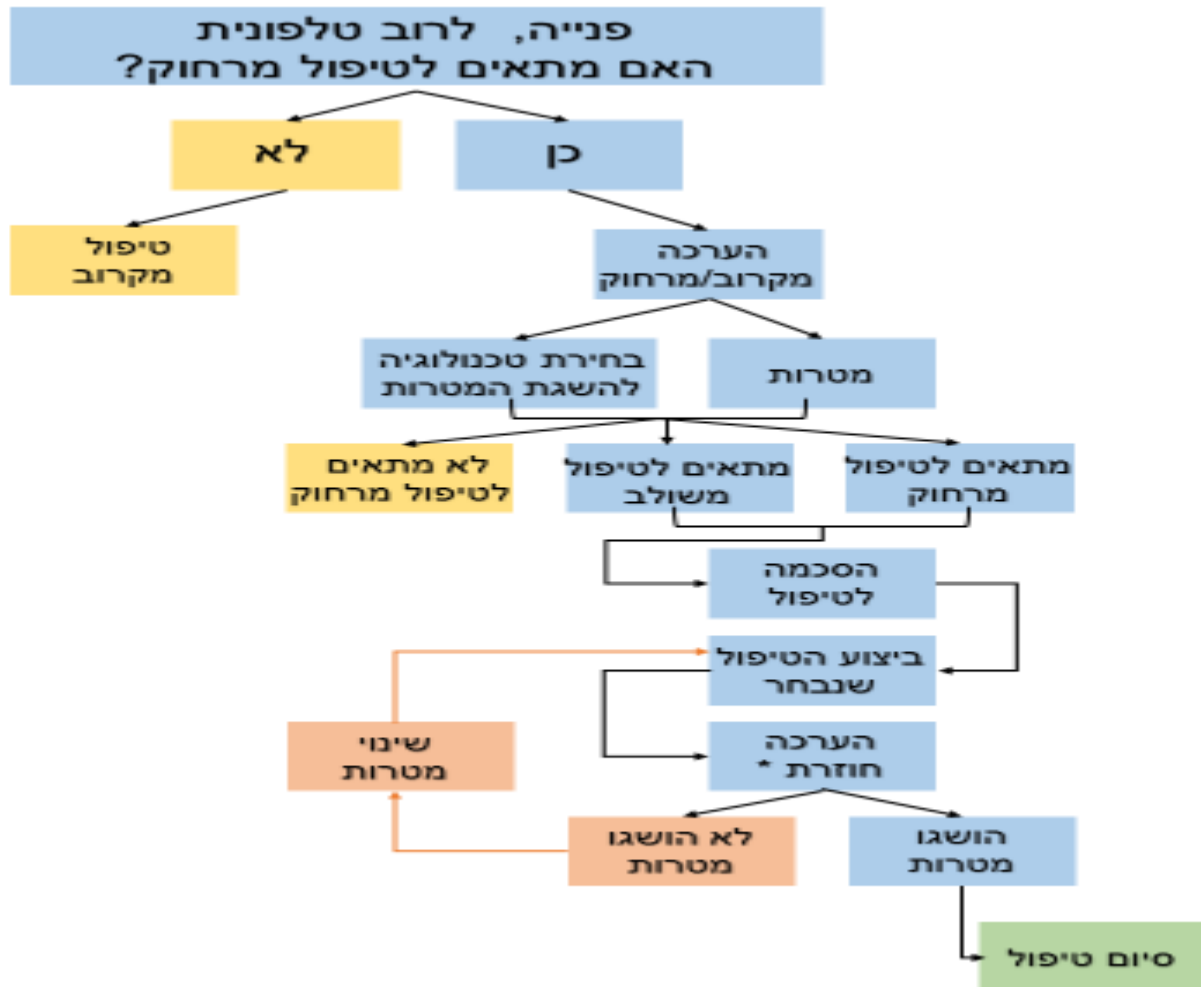 פנייה, לרוב טלפונית
האם מתאים לטיפול מרחוק?
כן
לא
טיפול
מקרוב
הערכה
מקרוב/מרחוק
מטרות
בחירת טכנולוגיה
להשגת המטרות
מתאים לטיפול
מרחוק
מתאים לטיפול
משולב
לא מתאים
לטיפול מרחוק
הסכמה
לטיפול
ביצוע הטיפול
שנבחר
הערכה
חוזרת *
שינוי
מטרות
הושגו
מטרות
לא הושגו
מטרות
סיום טיפול